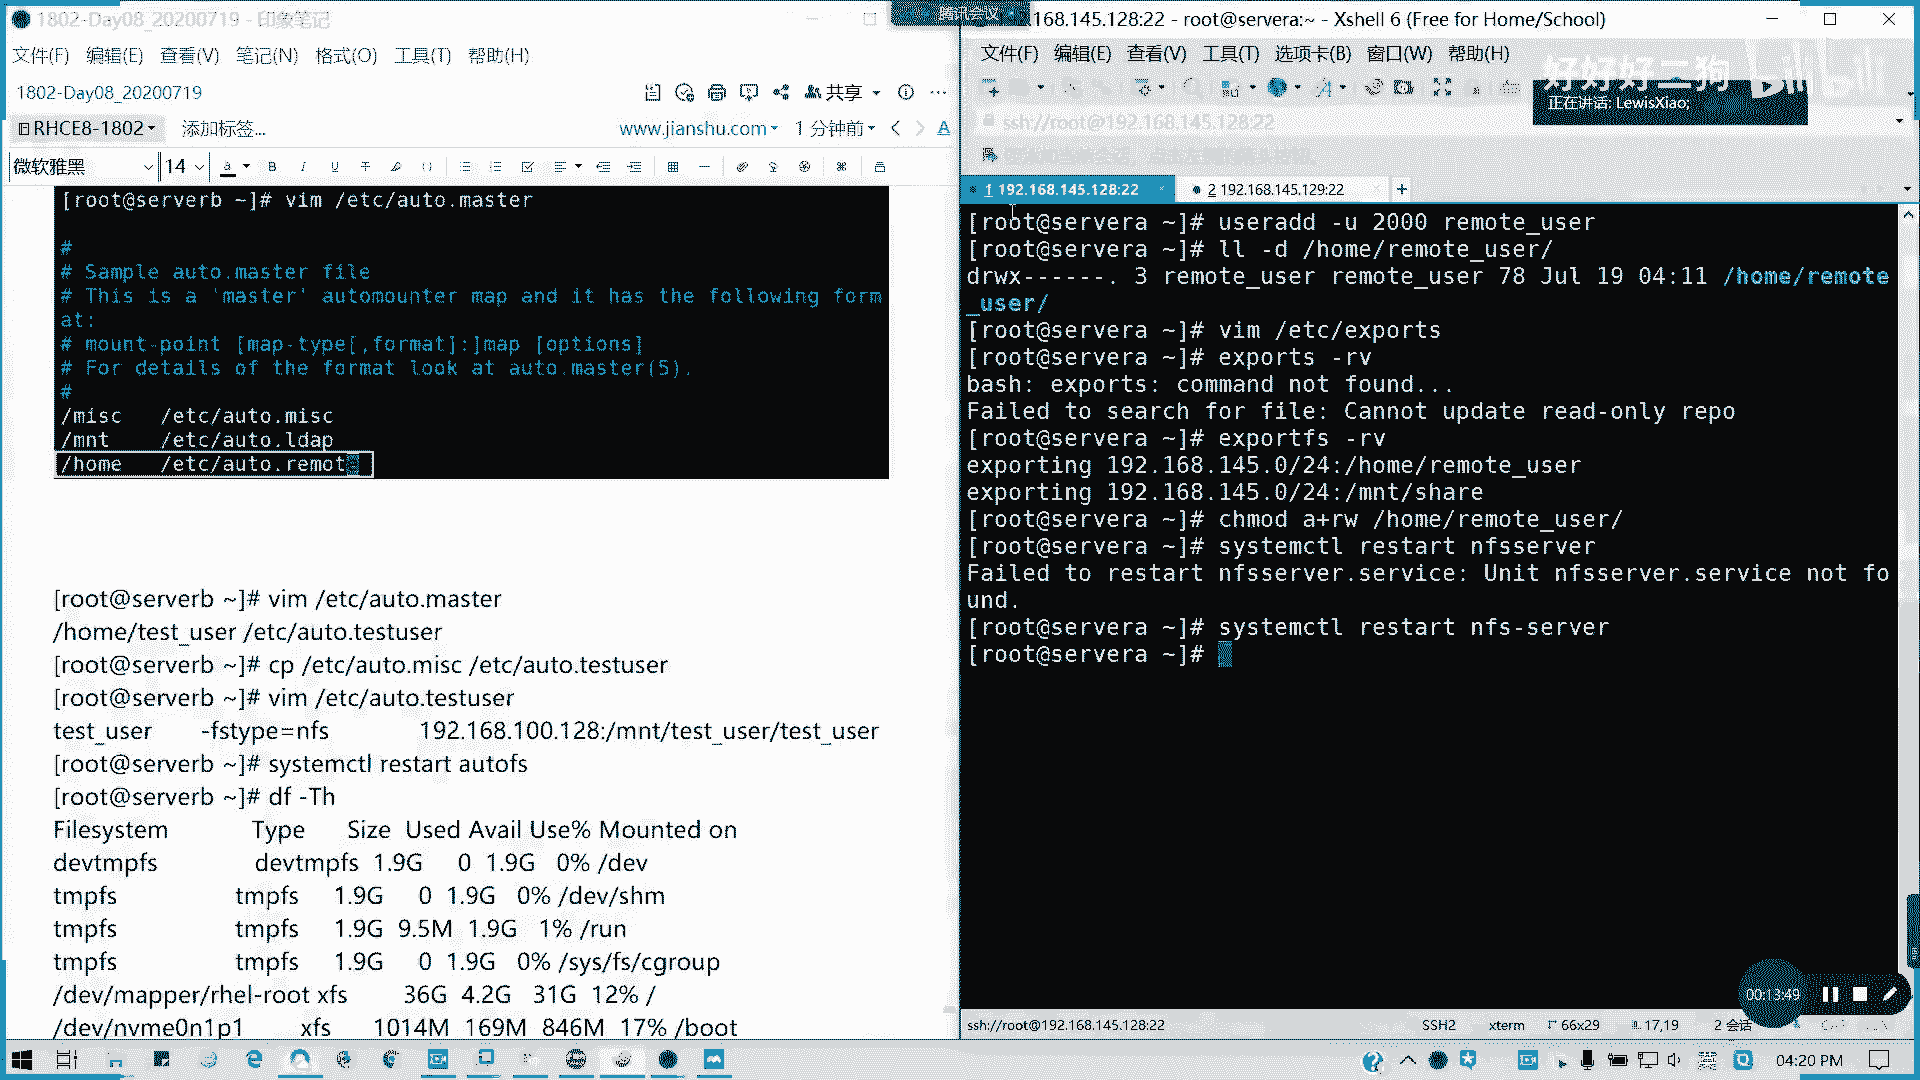 1802-Day08_20200719 - 印象笔记
文件(F) 编辑(E) 查看(V) 笔记(N) 格式(O) 工具(T) 帮助(H)
1802-Day08_20200719
共享
RHCE8-1802
添加标签...
www.jianshu.com
1 分钟前
微软雅黑
14
[root@serverb ~]# vim /etc/auto.master
#
# Sample auto.master file
# This is a 'master' automounter map and it has the following form
at:
# mount-point [map-type[,format]:]map [options]
# For details of the format look at auto.master(5).
#
/misc /etc/auto.misc
/mnt /etc/auto.ldap
/home /etc/auto.remot
[root@serverb ~]# vim /etc/auto.master
/home/test_user /etc/auto.testuser
[root@serverb ~]# cp /etc/auto.misc /etc/auto.testuser
[root@serverb ~]# vim /etc/auto.testuser
test_user -fstype=nfs 192.168.100.128:/mnt/test_user/test_user
[root@serverb ~]# systemctl restart autofs
[root@serverb ~]# df -Th
Filesystem Type Size Used Avail Use% Mounted on
devtmpfs devtmpfs 1.9G 0 1.9G 0% /dev
tmpfs tmpfs 1.9G 0 1.9G 0% /dev/shm
tmpfs tmpfs 1.9G 9.5M 1.9G 1% /run
tmpfs tmpfs 1.9G 0 1.9G 0% /sys/fs/cgroup
/dev/mapper/rhel-root xfs 36G 4.2G 31G 12% /
/dev/nvme0n1p1 xfs 1014M 169M 846M 17% /boot
腾讯会议
168.145.128:22 - root@servera:~ - Xshell 6 (Free for Home/School)
文件(F) 编辑(E) 查看(V) 工具(T) 选项卡(B) 窗口(W) 帮助(H)
好好好二狗
bilibili
正在讲话: LewisXiao;
ssh://root@192.168.145.128:22
1 192.168.145.128:22
2 192.168.145.129:22
[root@servera ~]# useradd -u 2000 remote_user
[root@servera ~]# ll -d /home/remote_user/
drwx------. 3 remote_user remote_user 78 Jul 19 04:11 /home/remote
_user/
[root@servera ~]# vim /etc/exports
[root@servera ~]# exports -rv
bash: exports: command not found...
Failed to search for file: Cannot update read-only repo
[root@servera ~]# exportfs -rv
exporting 192.168.145.0/24:/home/remote_user
exporting 192.168.145.0/24:/mnt/share
[root@servera ~]# chmod a+rw /home/remote_user/
[root@servera ~]# systemctl restart nfsserver
Failed to restart nfsserver.service: Unit nfsserver.service not fo
und.
[root@servera ~]# systemctl restart nfs-server
[root@servera ~]#
00:13:49
ssh://root@192.168.145.128:22
SSH2
xterm
66x29
17,19
2 会话
04:20 PM